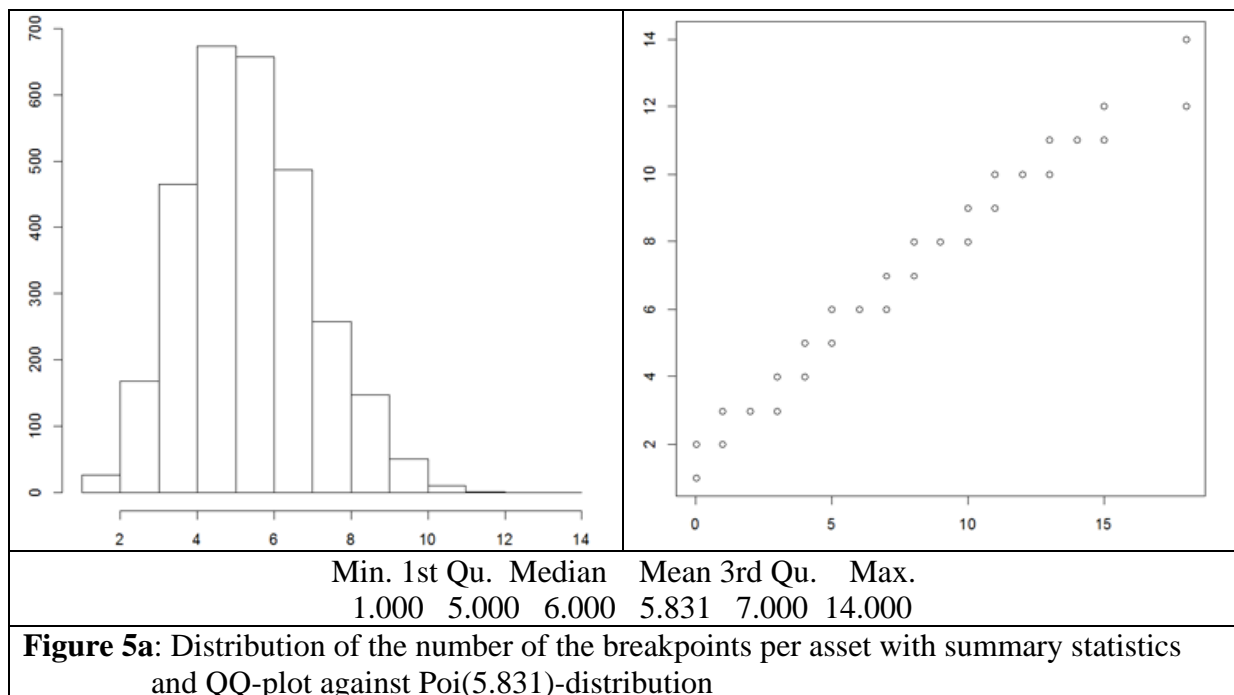 700
600
500
400
300
200
100
0
2 4 6 8 10 12 14
14
12
10
8
6
4
2
0 5 10 15
Min. 1st Qu. Median Mean 3rd Qu. Max.
1.000 5.000 6.000 5.831 7.000 14.000
Figure 5a: Distribution of the number of the breakpoints per asset with summary statistics
and QQ-plot against Poi(5.831)-distribution